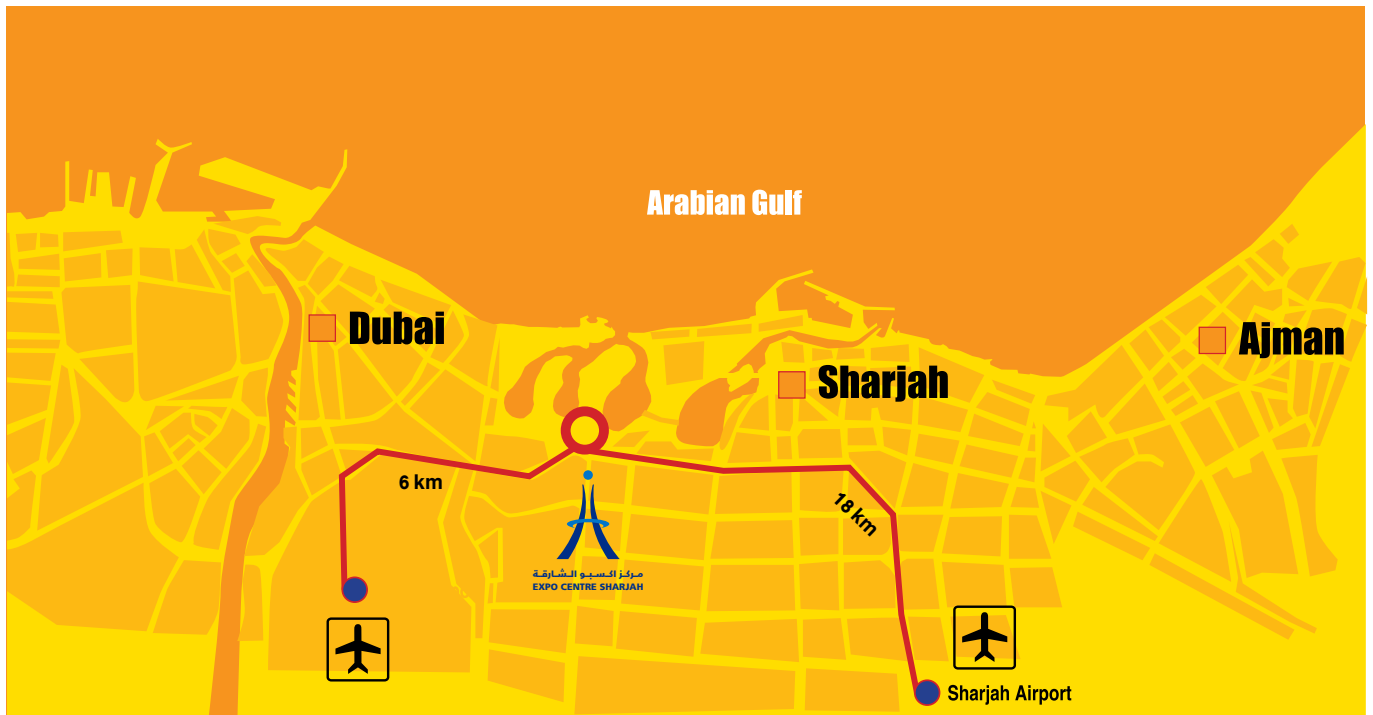 Arabian Gulf
Dubai
Ajman
Sharjah
6 km
18 km
مركز اكسبو الشارقة
EXPO CENTRE SHARJAH
Sharjah Airport